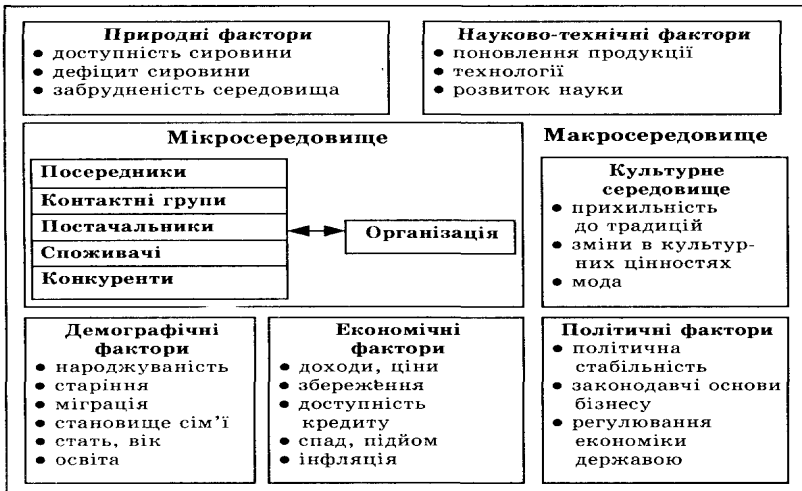 Природні фактори
• доступність сировини
• дефіцит сировини
• забрудненість середовища
Науково-технічні фактори
• поновлення продукції
• технології
• розвиток науки
Мікросередовище
Посередники
Контактні групи
Постачальники
Споживачі
Конкуренти
Організація
Макросередовище
Культурне
середовище
• прихильність
до традицій
• зміни в культур-
них цінностях
• мода
Демографічні
фактори
• народжуваність
• старіння
• міграція
• становище сім’ї
• стать, вік
• освіта
Економічні
фактори
• доходи, ціни
• збереження
• доступність
кредиту
• спад, підйом
• інфляція
Політичні фактори
• політична
стабільність
• законодавчі основи
бізнесу
• регулювання
економіки
державою